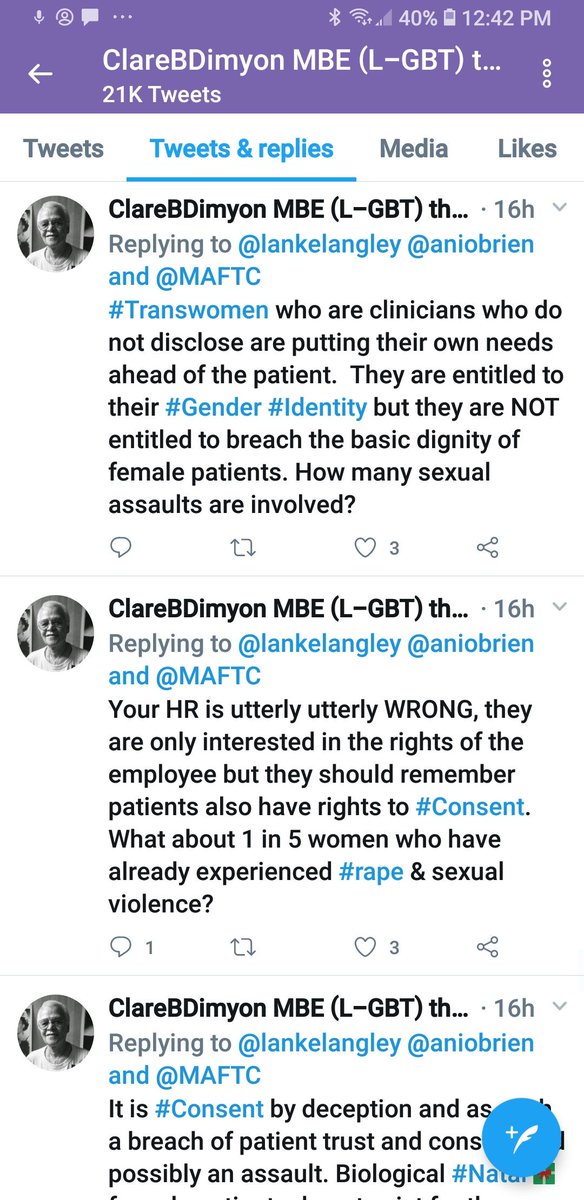 40% 12:42 PM
ClareBDimyon MBE (L-GBT) t...
21K Tweets
Tweets Tweets & replies Media Likes
ClareBDimyon MBE (L-GBT) th... · 16h
Replying to @lankelangley @aniobrien
and @MAFTC
#Transwomen who are clinicians who do
not disclose are putting their own needs
ahead of the patient. They are entitled to
their #Gender #Identity but they are NOT
entitled to breach the basic dignity of
female patients. How many sexual
assaults are involved?
3
ClareBDimyon MBE (L-GBT) th... · 16h
Replying to @lankelangley @aniobrien
and @MAFTC
Your HR is utterly utterly WRONG, they
are only interested in the rights of the
employee but they should remember
patients also have rights to #Consent.
What about 1 in 5 women who have
already experienced #rape & sexual
violence?
1 3
ClareBDimyon MBE (L-GBT) th... · 16h
Replying to @lankelangley @aniobrien
and @MAFTC
It is #Consent by deception and as
a breach of patient trust and
possibly an assault. Biological